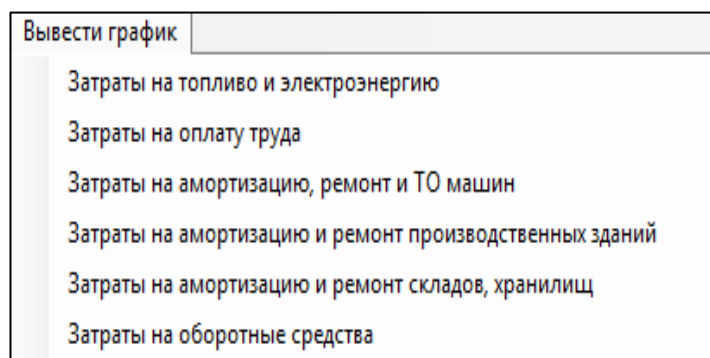 Вывести график
Затраты на топливо и электроэнергию
Затраты на оплату труда
Затраты на амортизацию, ремонт и ТО машин
Затраты на амортизацию и ремонт производственных зданий
Затраты на амортизацию и ремонт складов, хранилищ
Затраты на оборотные средства